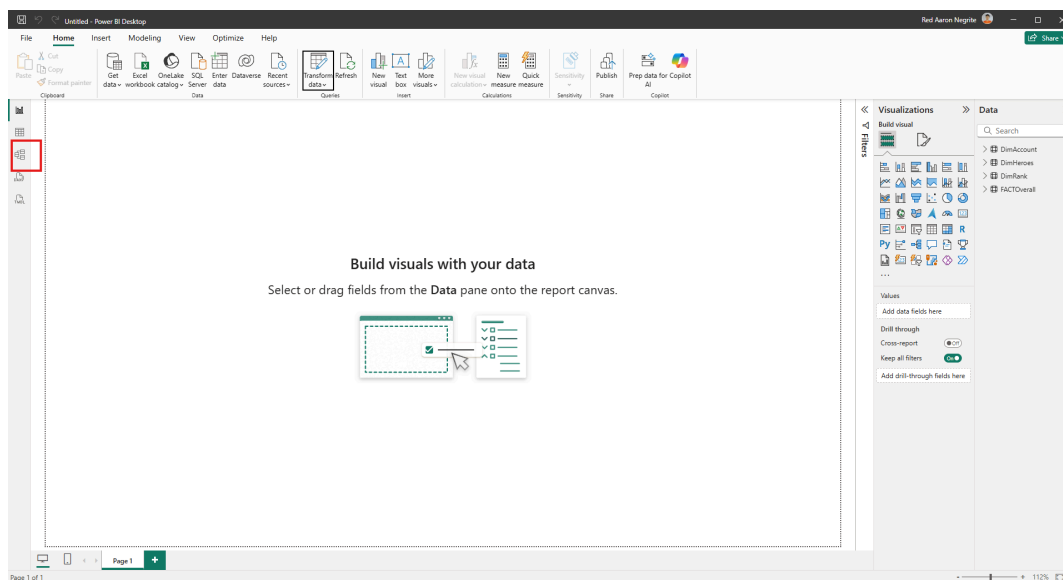 Untitled - Power BI Desktop
Red Aaron Negrite
File Home Insert Modeling View Optimize Help
Share
Paste
Cut
Copy
Format painter
Get data
Excel workbook
OneLake catalog
SQL Server
Enter data
Dataverse
Recent sources
Transform data
Refresh
New visual
Text box
More visuals
New visual calculation
New measure
Quick measure
Sensitivity
Publish
Prep data for Copilot
AI
Clipboard
Data
Queries
Insert
Calculations
Sensitivity
Share
Copilot
Filters
Visualizations
Build visual
R
Py
...
Values
Add data fields here
Drill through
Cross-report
Off
Keep all filters
On
Add drill-through fields here
Data
Search
DimAccount
DimHeroes
DimRank
FACTOverall
Build visuals with your data
Select or drag fields from the Data pane onto the report canvas.
Page 1
Page 1 of 1
112%